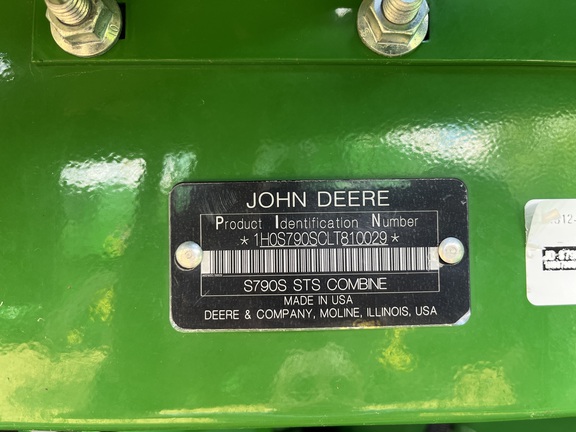 JOHN DEERE
Product Identification Number
*1H0S790SCLT810029*
S790S STS COMBINE
MADE IN USA
DEERE & COMPANY, MOLINE, ILLINOIS, USA